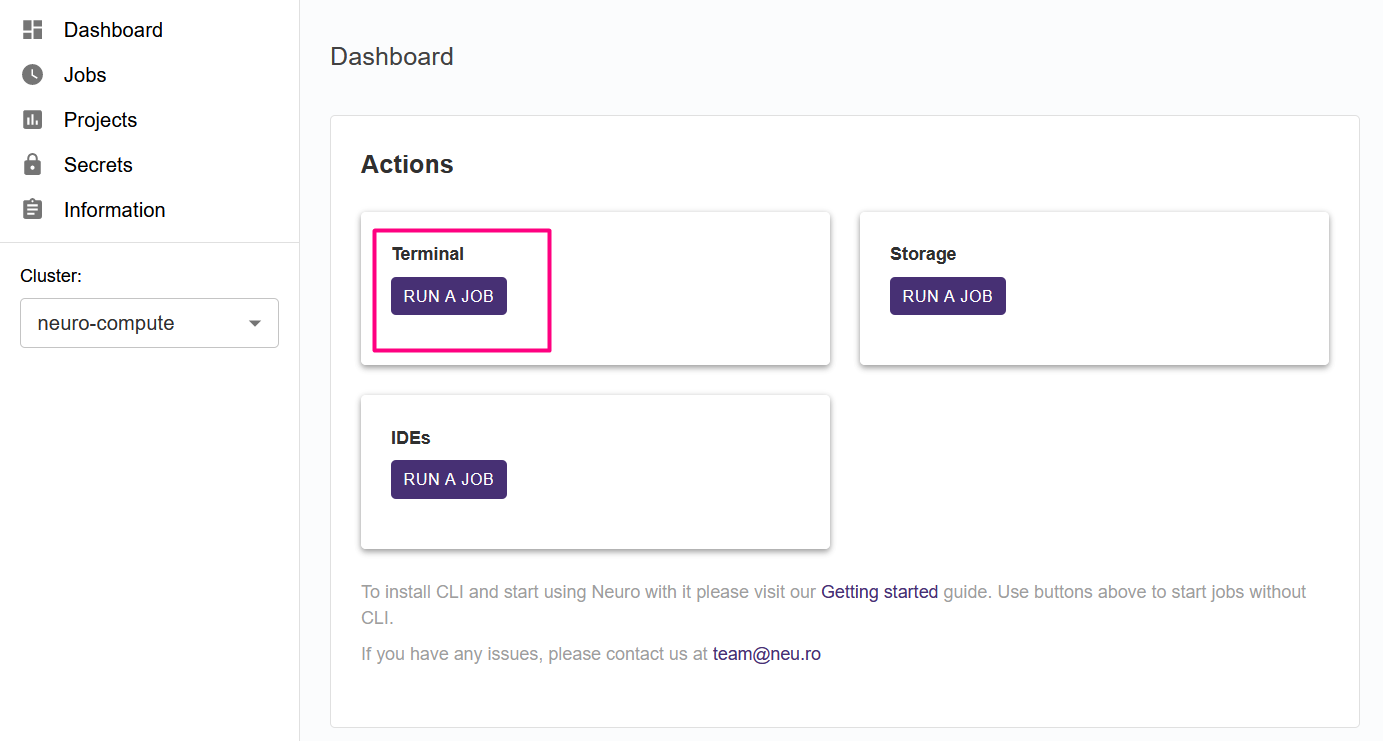 Dashboard
Jobs
Projects
Secrets
Information
Cluster:
neuro-compute
Dashboard
Actions
Terminal
RUN A JOB
Storage
RUN A JOB
IDEs
RUN A JOB
To install CLI and start using Neuro with it please visit our Getting started guide. Use buttons above to start jobs without
CLI.
If you have any issues, please contact us at team@neu.ro